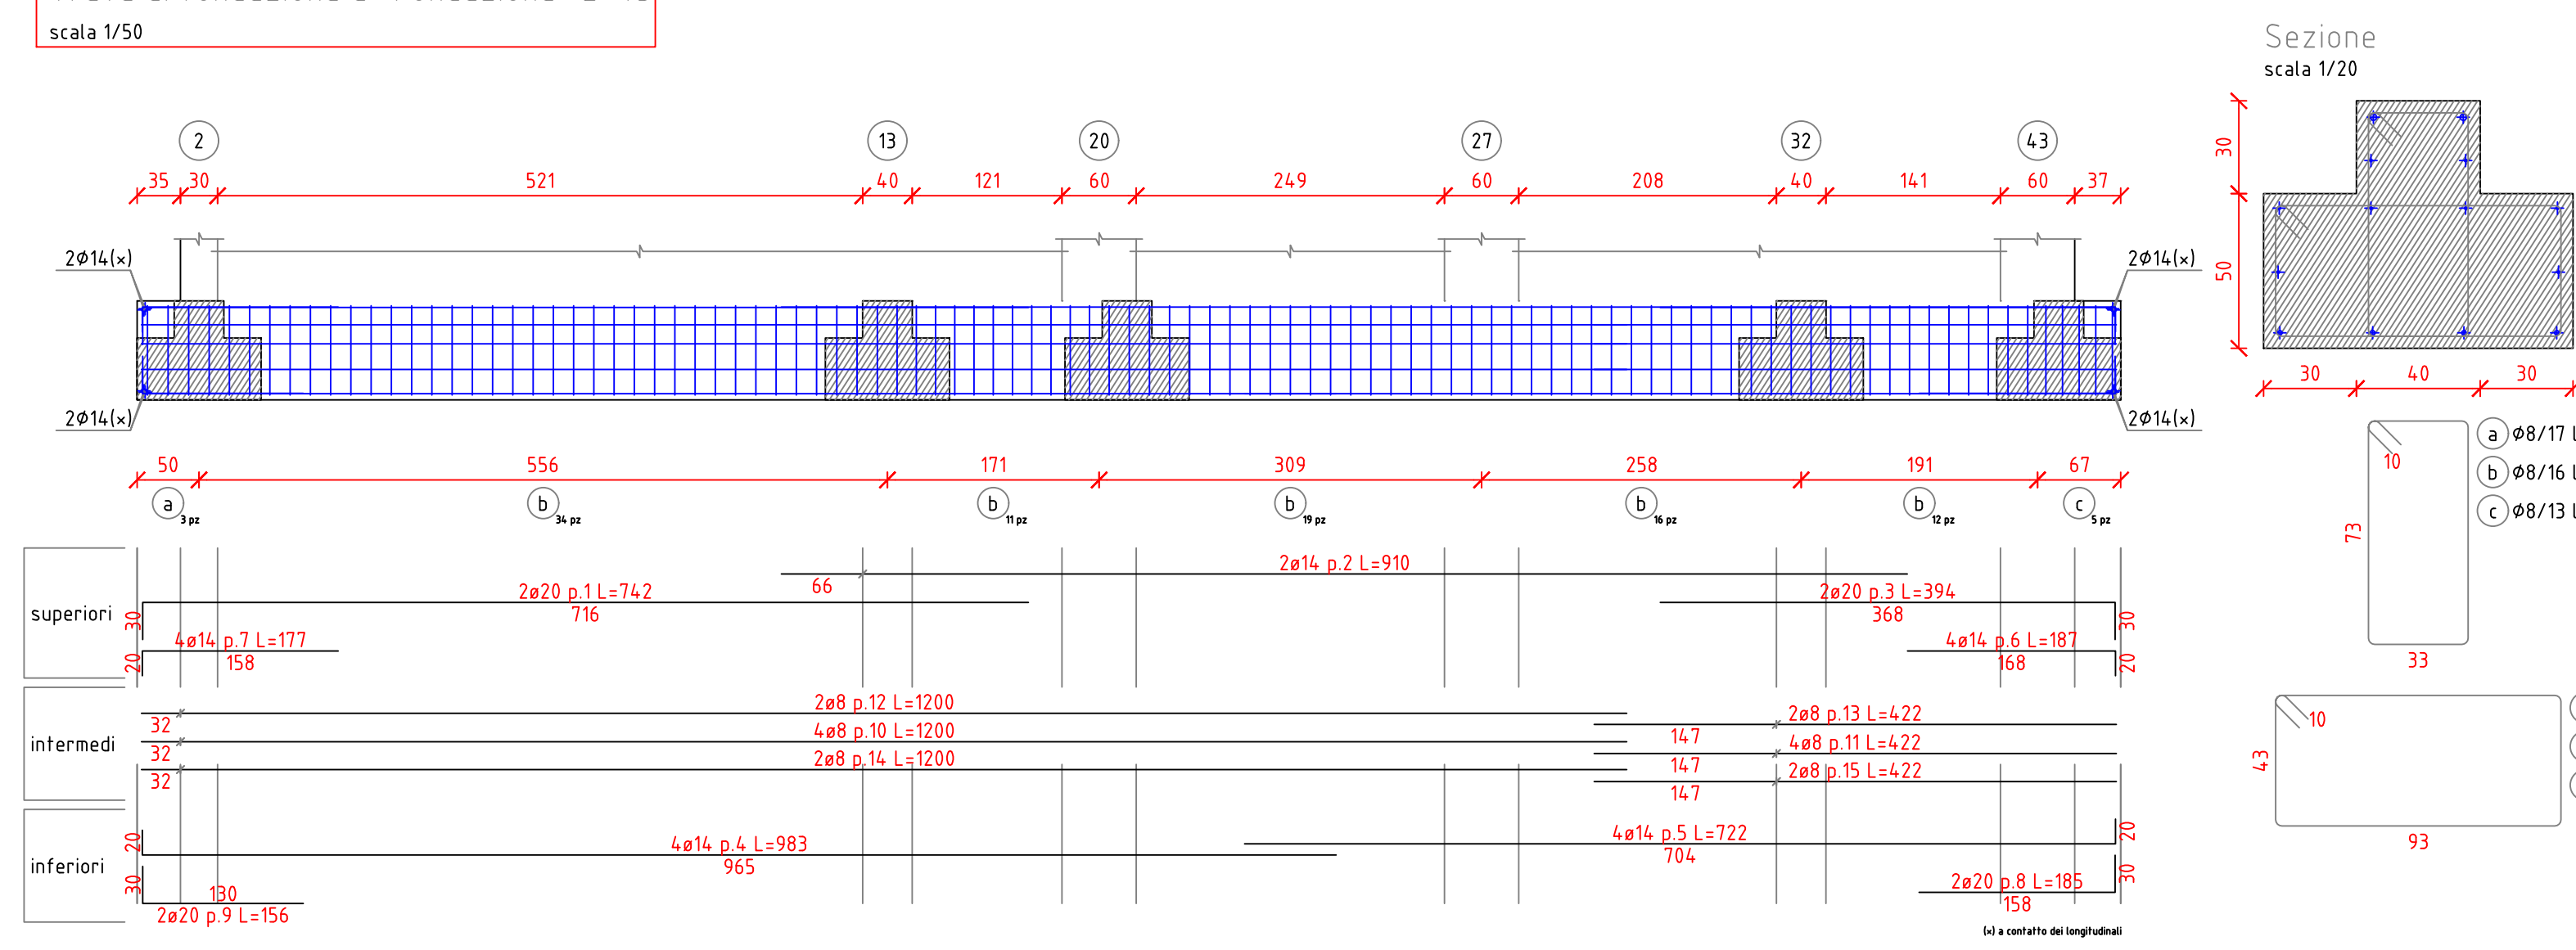 scala 1/50
Sezione
scala 1/20
2 13 20 27 32 43
35 30 521 40 121 60 249 60 208 40 141 60 37
2Ø14(×) 2Ø14(×)
2Ø14(×) 2Ø14(×)
30
50
30 40 30
50 556 171 309 258 191 67
a 3 pz b 34 pz b 11 pz b 19 pz b 16 pz b 12 pz c 5 pz
a Ø8/17
b Ø8/16
c Ø8/13
10
73
33
superiori
2ø14 p.2 L=910
66
2ø20 p.1 L=742 2ø20 p.3 L=394
30 716 368 30
4ø14 p.7 L=177 4ø14 p.6 L=187
20 158 168 20
intermedi
2ø8 p.12 L=1200 2ø8 p.13 L=422
32 147
4ø8 p.10 L=1200 4ø8 p.11 L=422
32 147
2ø8 p.14 L=1200 2ø8 p.15 L=422
32 147
10
43
93
inferiori
20 4ø14 p.4 L=983 4ø14 p.5 L=722 20
965 704
30 130 2ø20 p.8 L=185 30
2ø20 p.9 L=156 158
(×) a contatto dei longitudinali